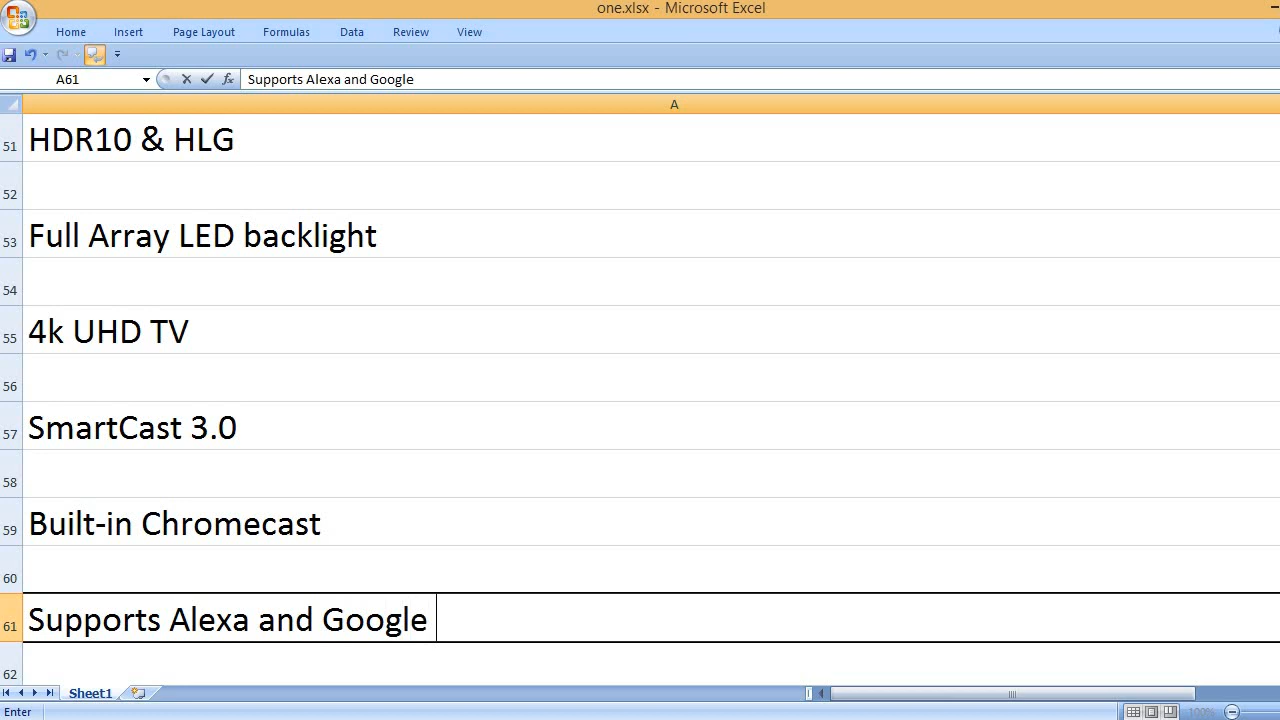 one.xlsx - Microsoft Excel
Home Insert Page Layout Formulas Data Review View
A61 fx Supports Alexa and Google
A
51 HDR10 & HLG
52
53 Full Array LED backlight
54
55 4k UHD TV
56
57 SmartCast 3.0
58
59 Built-in Chromecast
60
61 Supports Alexa and Google
62
Sheet1
Enter 100%